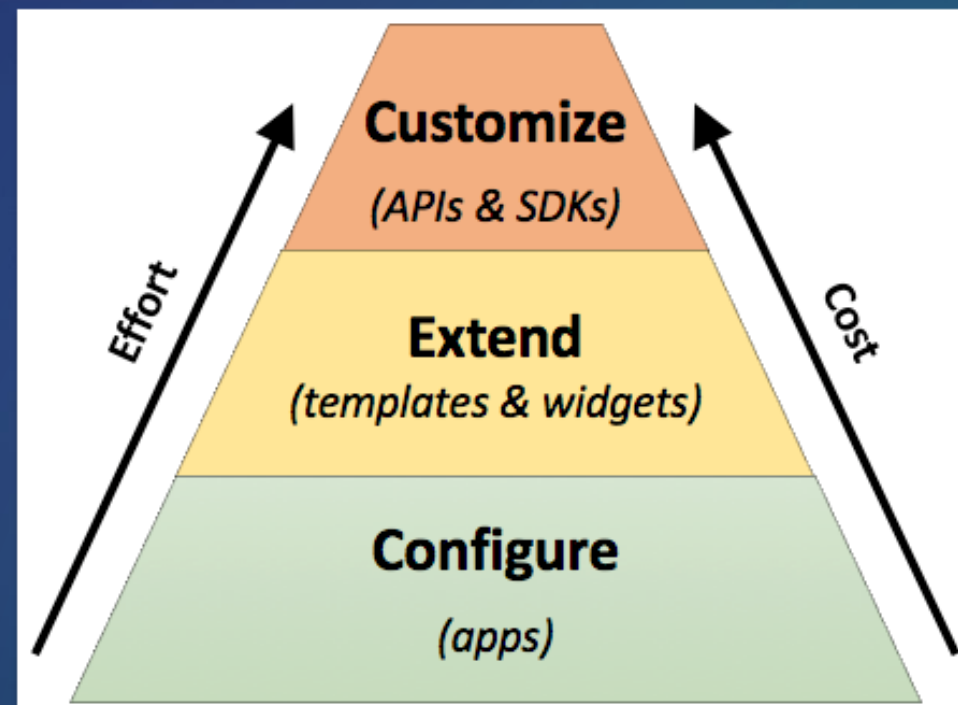 Customize
(APIs & SDKs)
Effort
Cost
Extend
(templates & widgets)
Configure
(apps)